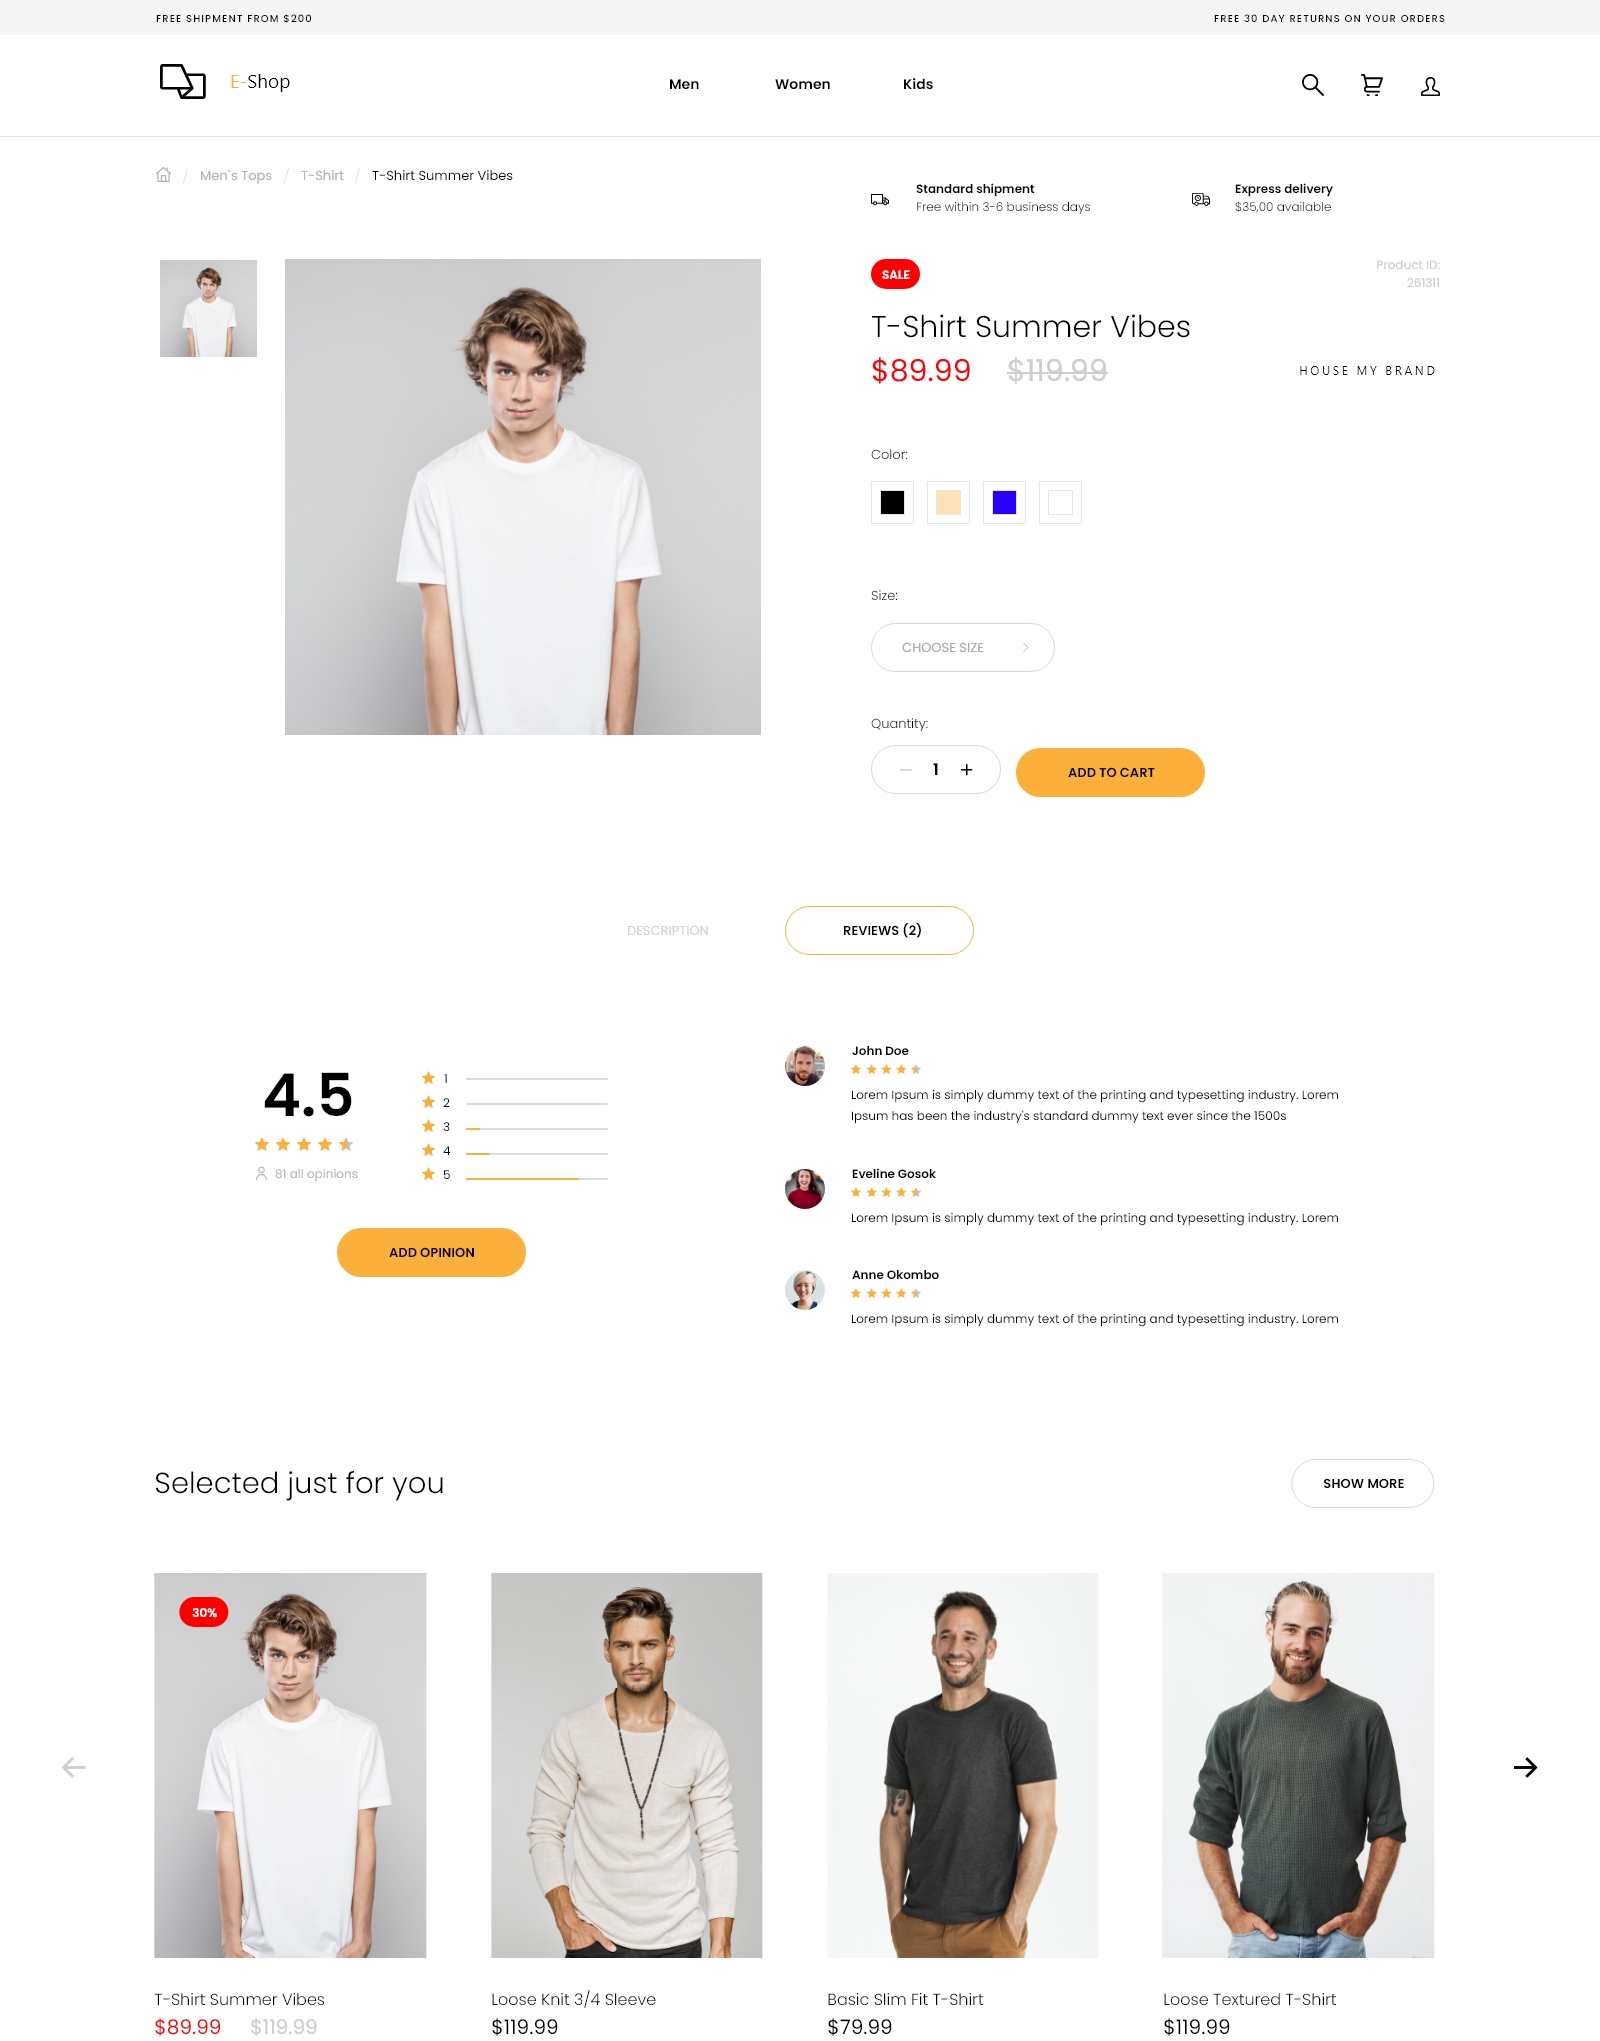 FREE SHIPMENT FROM $200
FREE 30 DAY RETURNS ON YOUR ORDERS
E-Shop
Men
Women
Kids
Men`s Tops / T-Shirt / T-Shirt Summer Vibes
Standard shipment
Free within 3-6 business days
Express delivery
$35,00 available
SALE
Product ID:
261311
T-Shirt Summer Vibes
$89.99 $119.99
HOUSE MY BRAND
Color:
Size:
CHOOSE SIZE
Quantity:
1
ADD TO CART
DESCRIPTION
REVIEWS (2)
4.5
81 all opinions
1
2
3
4
5
ADD OPINION
John Doe
Lorem Ipsum is simply dummy text of the printing and typesetting industry. Lorem
Ipsum has been the industry's standard dummy text ever since the 1500s
Eveline Gosok
Lorem Ipsum is simply dummy text of the printing and typesetting industry. Lorem
Anne Okombo
Lorem Ipsum is simply dummy text of the printing and typesetting industry. Lorem
Selected just for you
SHOW MORE
30%
T-Shirt Summer Vibes
$89.99 $119.99
Loose Knit 3/4 Sleeve
$119.99
Basic Slim Fit T-Shirt
$79.99
Loose Textured T-Shirt
$119.99